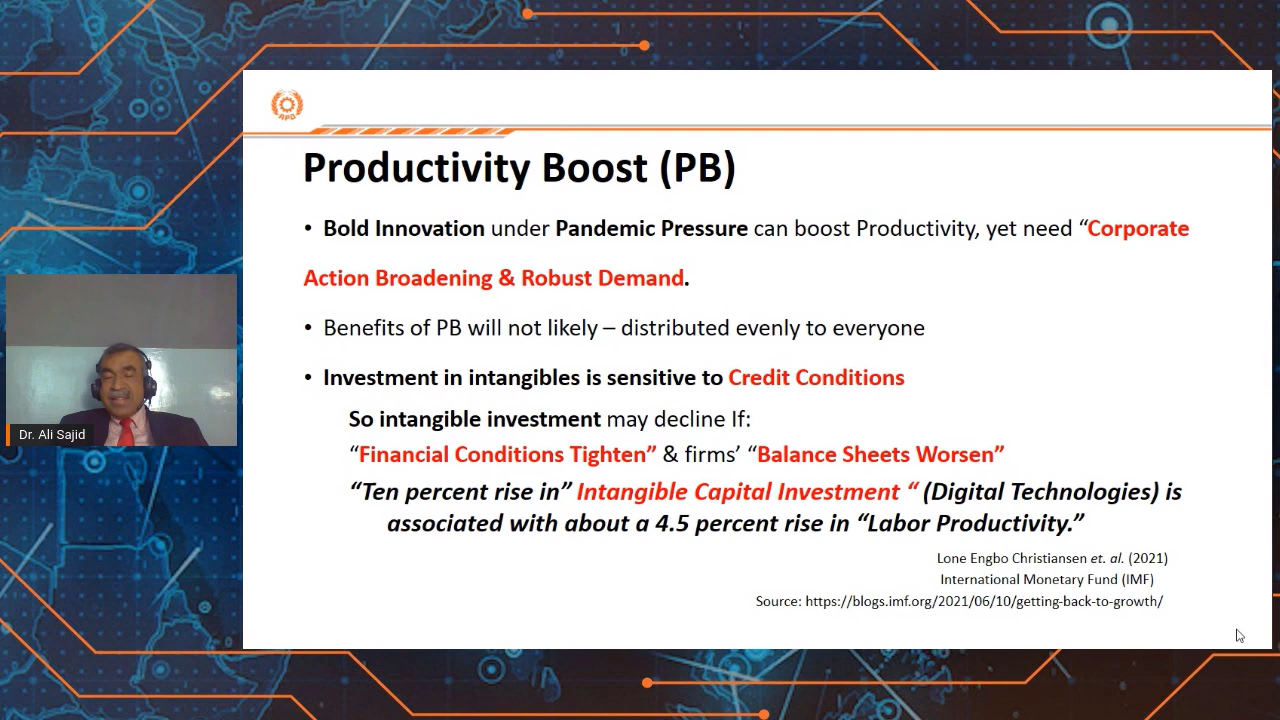 APO
Productivity Boost (PB)
• Bold Innovation under Pandemic Pressure can boost Productivity, yet need “Corporate
Action Broadening & Robust Demand.
• Benefits of PB will not likely – distributed evenly to everyone
• Investment in intangibles is sensitive to Credit Conditions
So intangible investment may decline If:
“Financial Conditions Tighten” & firms’ “Balance Sheets Worsen”
“Ten percent rise in” Intangible Capital Investment “ (Digital Technologies) is
associated with about a 4.5 percent rise in “Labor Productivity.”
Lone Engbo Christiansen et. al. (2021)
International Monetary Fund (IMF)
Source: https://blogs.imf.org/2021/06/10/getting-back-to-growth/
Dr. Ali Sajid